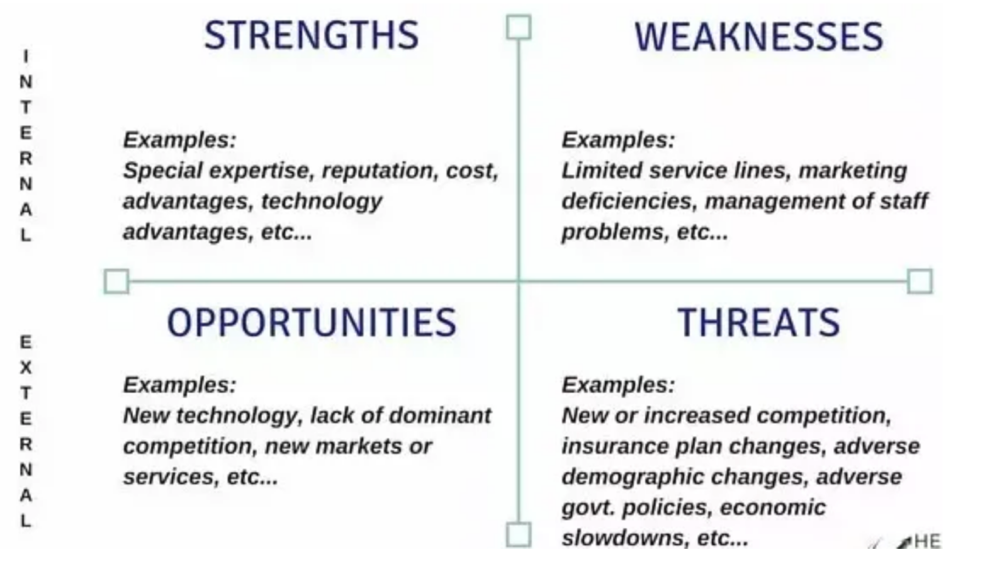 INTERNAL
STRENGTHS
Examples:
Special expertise, reputation, cost,
advantages, technology
advantages, etc...
WEAKNESSES
Examples:
Limited service lines, marketing
deficiencies, management of staff
problems, etc...
EXTERNAL
OPPORTUNITIES
Examples:
New technology, lack of dominant
competition, new markets or
services, etc...
THREATS
Examples:
New or increased competition,
insurance plan changes, adverse
demographic changes, adverse
govt. policies, economic
slowdowns, etc...
HE